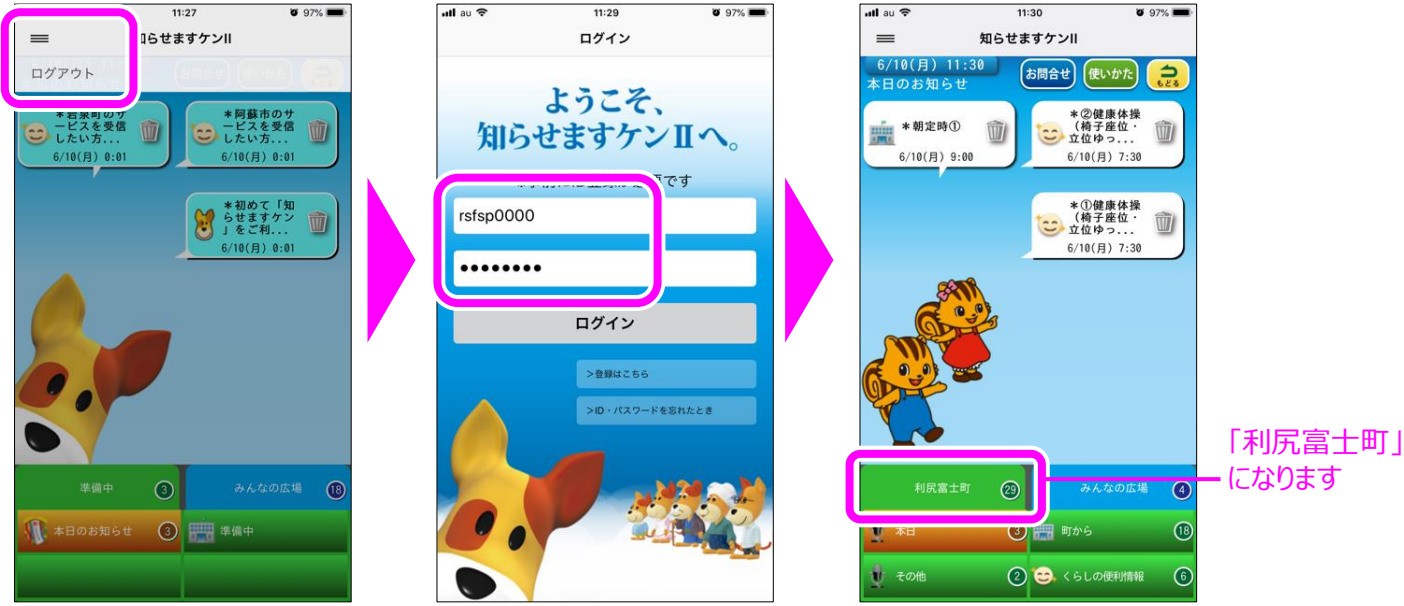 11:27
97%
知らせますケンII
ログアウト
お問合せ
使いかた
*岩泉町のサ
ービスを受信
したい方...
6/10(月) 0:01
*阿蘇市のサ
ービスを受信
したい方...
6/10(月) 0:01
*初めて「知
らせますケン
」をご利...
6/10(月) 0:01
準備中
3
みんなの広場
18
本日のお知らせ
3
準備中
au
11:29
97%
ログイン
ようこそ、
知らせますケンⅡへ。
です
rsfsp0000
●●●●●●●●
ログイン
>登録はこちら
>ID・パスワードを忘れたとき
au
11:30
97%
知らせますケンII
6/10(月) 11:30
本日のお知らせ
お問合せ
使いかた
もどる
*朝定時①
6/10(月) 9:00
*②健康体操
(椅子座位・
立位ゆっ...
6/10(月) 7:30
*①健康体操
(椅子座位・
立位ゆっ...
6/10(月) 7:30
利尻富士町
29
みんなの広場
4
本日
3
町から
18
その他
2
くらしの便利情報
6
「利尻富士町」
になります